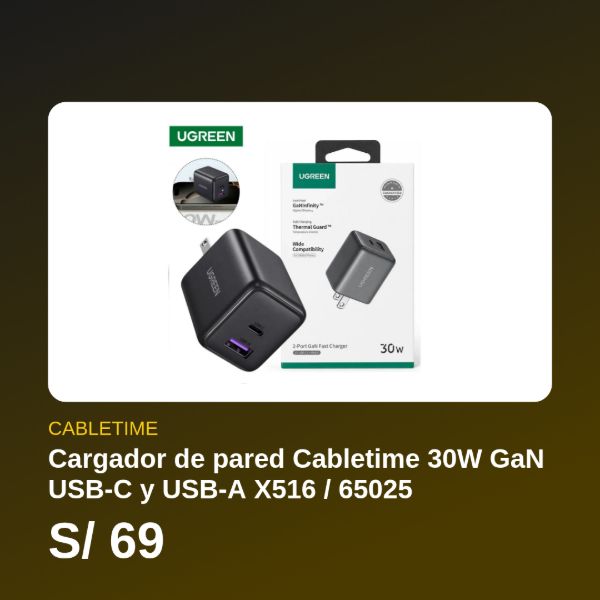 UGREEN
UGREEN
GaNInfinity™
Thermal Guard™
Wide
Compatibility
UGREEN
2-Port GaN Fast Charger
30W
CABLETIME
Cargador de pared Cabletime 30W GaN
USB-C y USB-A X516 / 65025
S/ 69